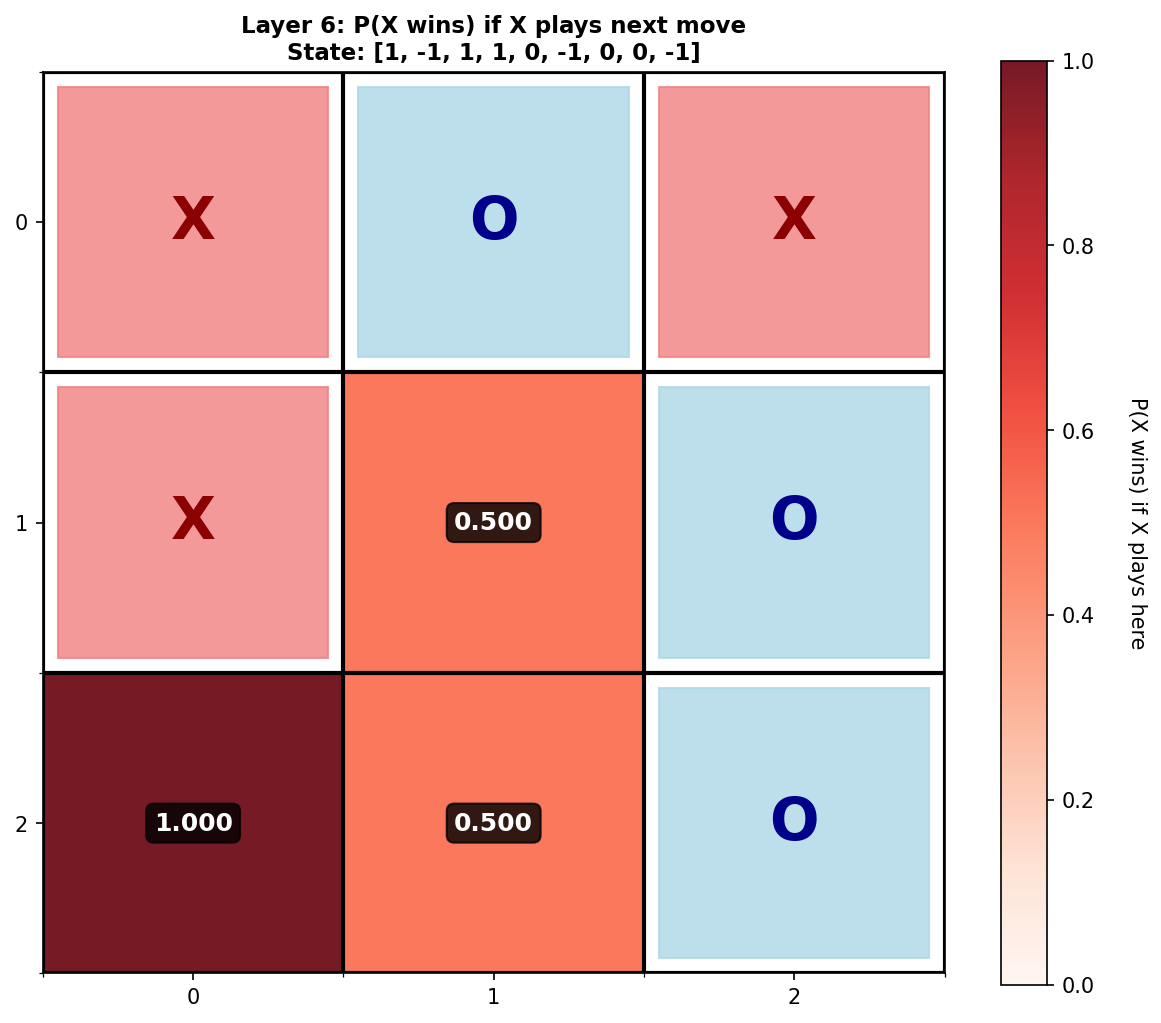 Layer 6: P(X wins) if X plays next move
State: [1, -1, 1, 1, 0, -1, 0, 0, -1]
1.0
0.8
0.6
0.4
0.2
0.0
P(X wins) if X plays here
0
X
O
X
1
X
0.500
O
2
1.000
0.500
O
0
1
2